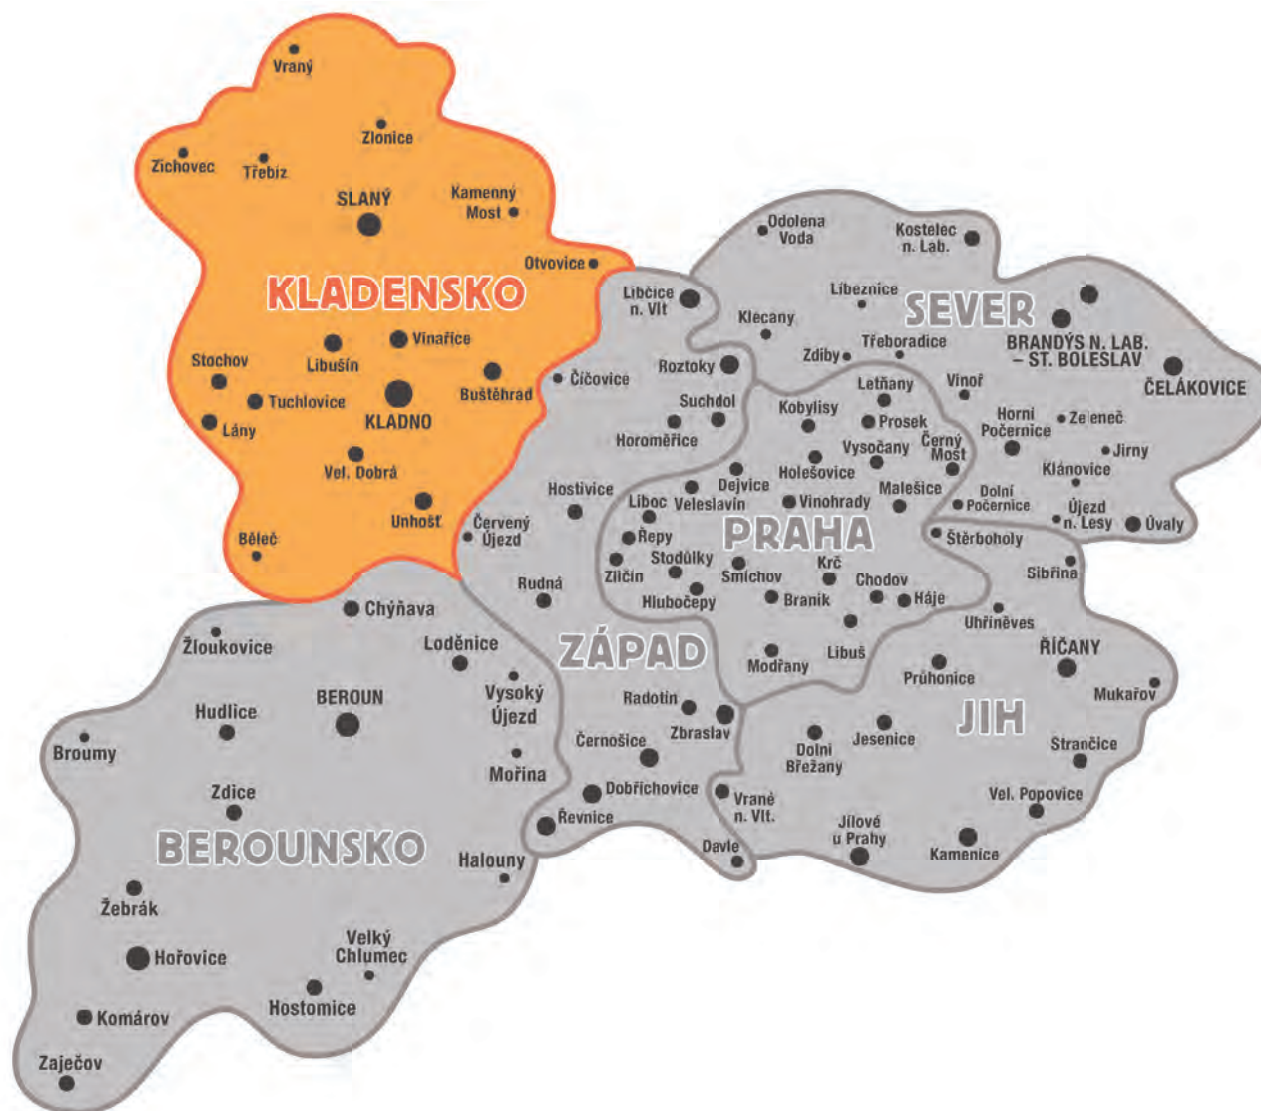 Vraný
Zlonice
Zichovec
Třebíz
SLANÝ
Kamenný
Most
Otvovice
KLADENSKO
Vinařice
Libušín
Stochov
Tuchlovice
Buštěhrad
Lány
KLADNO
Vel. Dobrá
Unhošť
Běleč
Odolena
Voda
Kostelec
n. Lab.
Libčice
n. Vlt
Líbeznice
SEVER
Klecany
Zdiby
Třeboradice
BRANDÝS N. LAB.
– ST. BOLESLAV
ČELÁKOVICE
Roztoky
Číčovice
Suchdol
Horoměřice
Letňany
Kobylisy
Prosek
Vinoř
Horní
Počernice
Zeleneč
Jirny
Klánovice
Vysočany
Černý
Most
Holešovice
Dejvice
Veleslavín
Vinohrady
Malešice
Dolní
Počernice
Újezd
n. Lesy
Úvaly
Hostivice
Liboc
Červený
Újezd
Řepy
PRAHA
Štěrboholy
Zličín
Stodůlky
Smíchov
Krč
Chodov
Sibřina
Rudná
Hlubočepy
Braník
Háje
Uhříněves
Chýňava
Žloukovice
Loděnice
ZÁPAD
Libuš
Modřany
Průhonice
ŘÍČANY
Mukařov
Vysoký
Újezd
BEROUN
Hudlice
Radotín
Zbraslav
JIH
Broumy
Černošice
Dolní
Břežany
Jesenice
Strančice
Mořina
Zdice
Dobřichovice
Vrané
n. Vlt.
Vel. Popovice
Řevnice
BEROUNSKO
Jílové
u Prahy
Kamenice
Davle
Halouny
Žebrák
Hořovice
Velký
Chlumec
Hostomice
Komárov
Zaječov